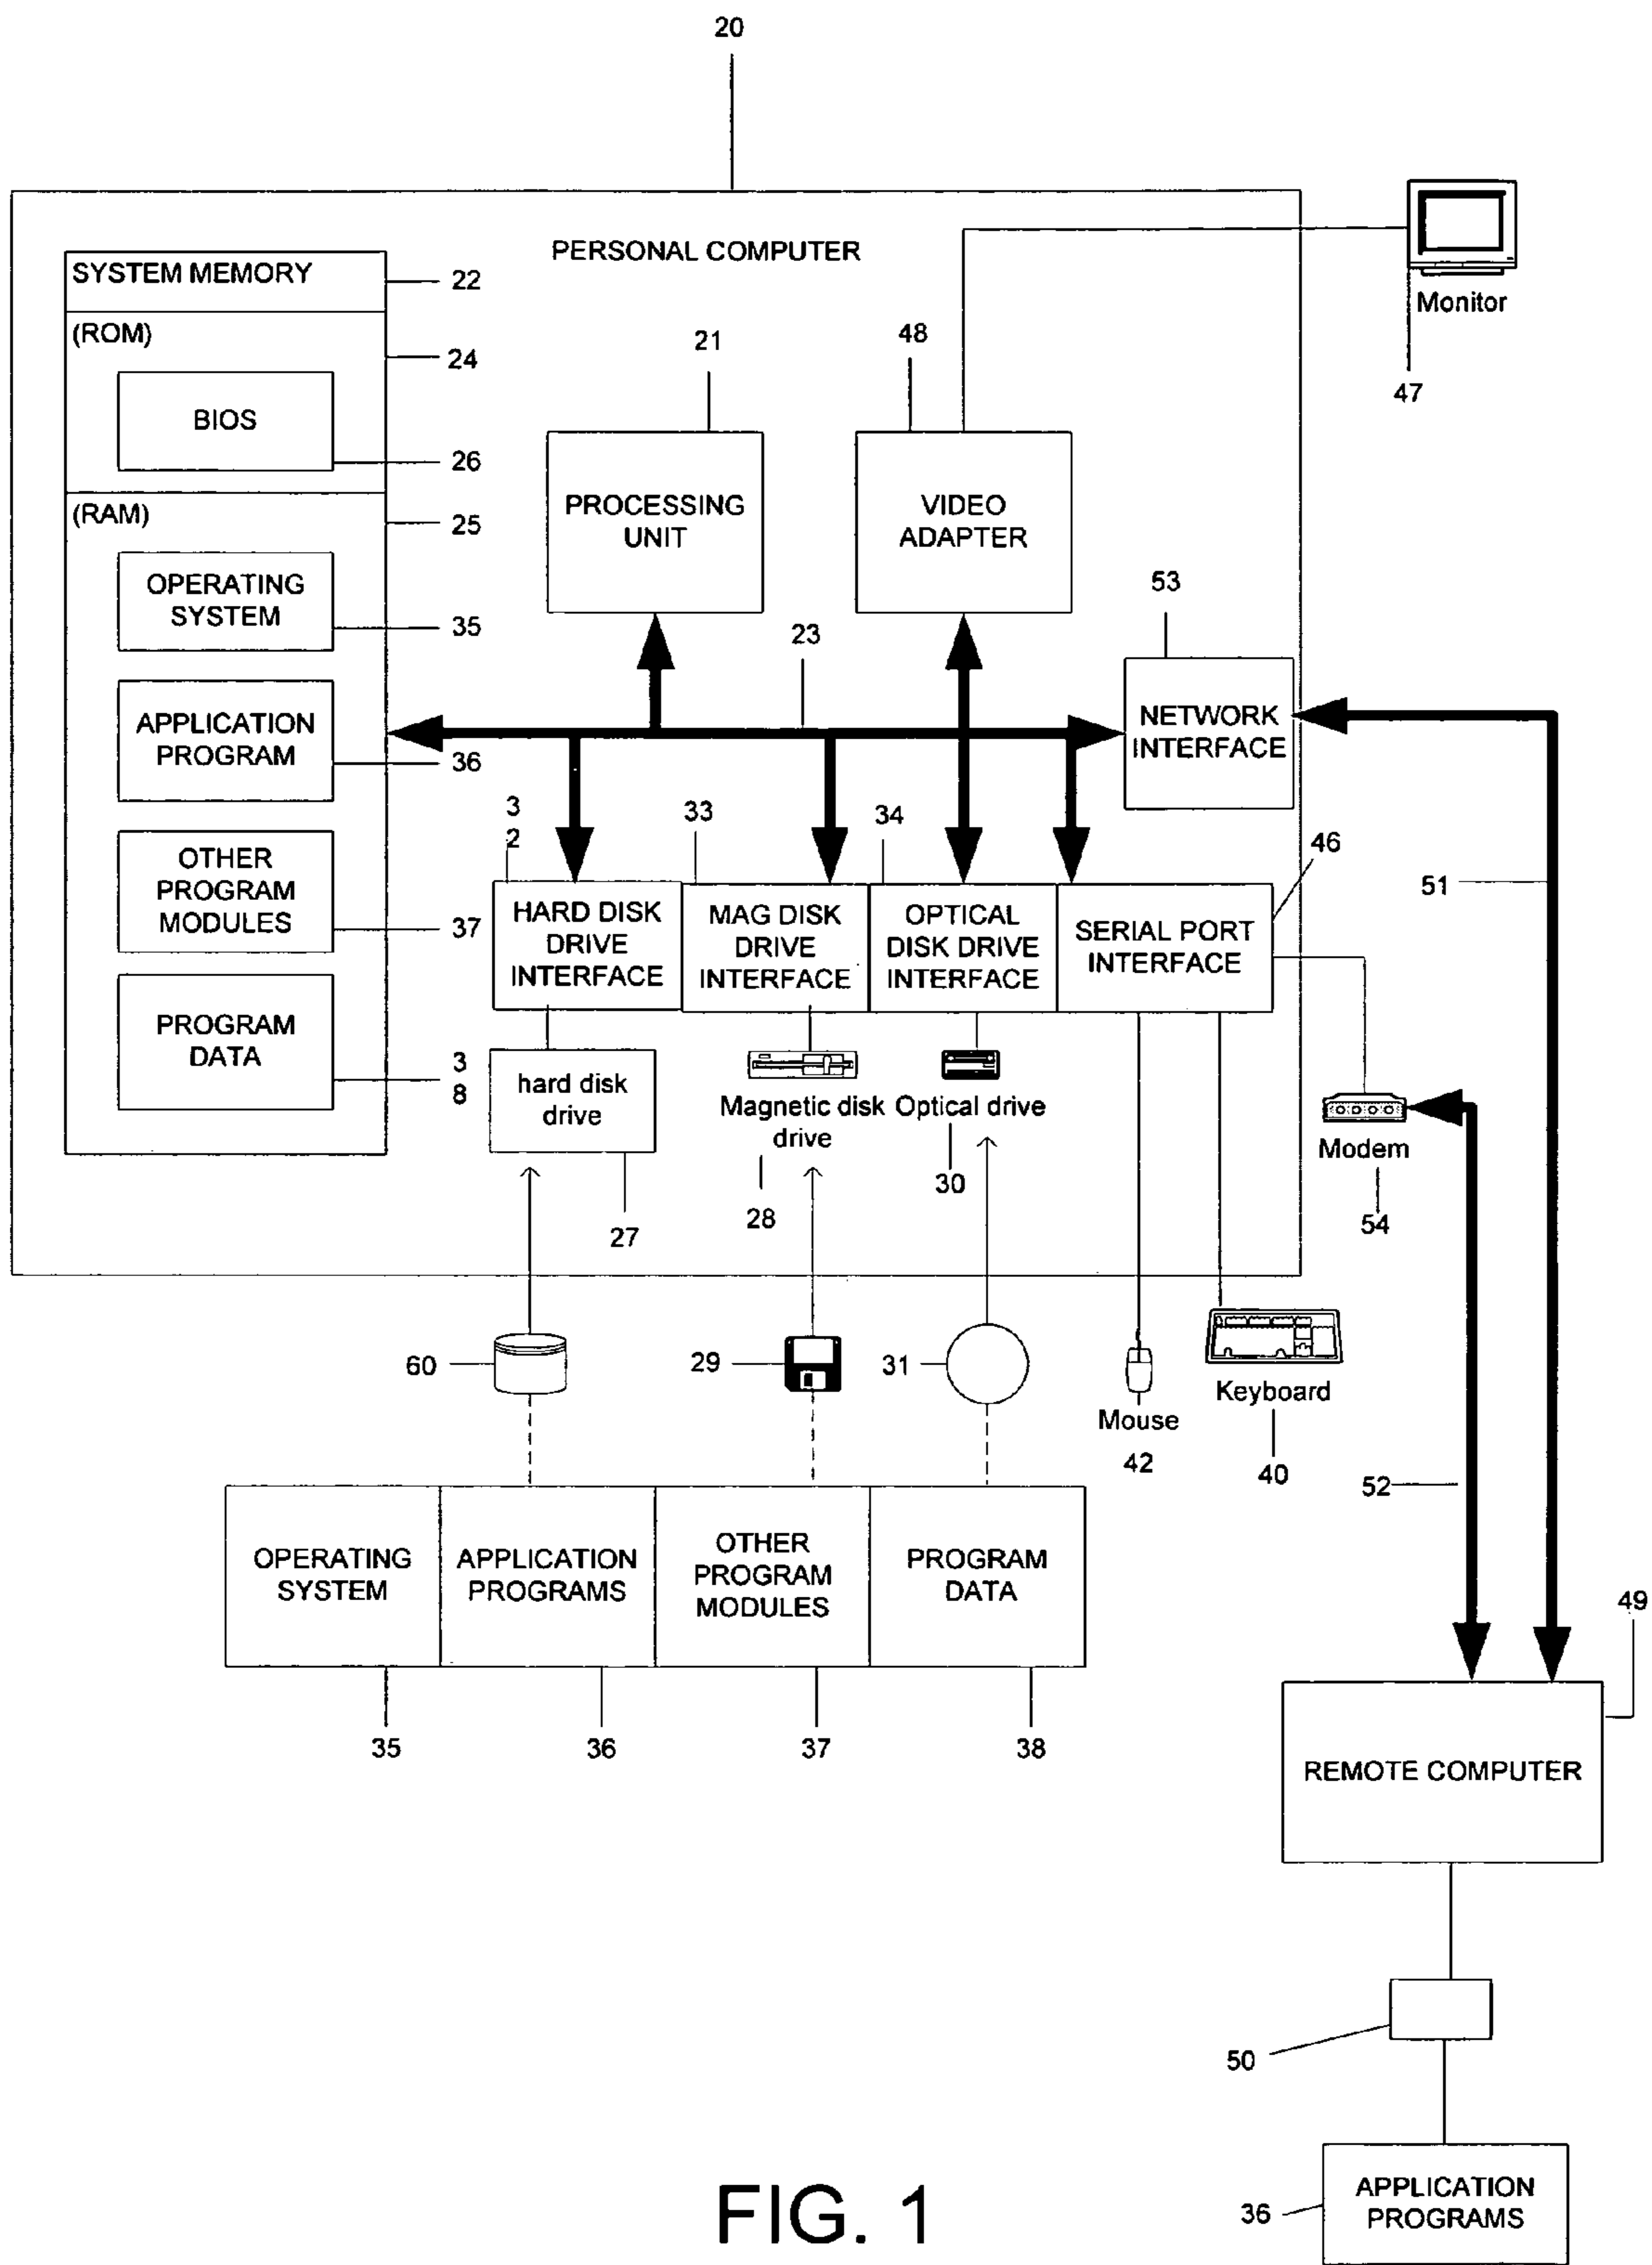 20
PERSONAL COMPUTER
SYSTEM MEMORY
22
(ROM)
24
BIOS
26
(RAM)
25
OPERATING
SYSTEM
35
APPLICATION
PROGRAM
36
OTHER
PROGRAM
MODULES
37
PROGRAM
DATA
3
8
21
PROCESSING
UNIT
48
VIDEO
ADAPTER
Monitor
47
23
53
NETWORK
INTERFACE
3
2
HARD DISK
DRIVE
INTERFACE
33
MAG DISK
DRIVE
INTERFACE
34
OPTICAL
DISK DRIVE
INTERFACE
46
SERIAL PORT
INTERFACE
51
hard disk
drive
27
Magnetic disk
drive
28
Optical drive
30
Modem
54
60
29
31
Mouse
42
Keyboard
40
52
OPERATING
SYSTEM
APPLICATION
PROGRAMS
OTHER
PROGRAM
MODULES
PROGRAM
DATA
35
36
37
38
49
REMOTE COMPUTER
50
36
APPLICATION
PROGRAMS
FIG. 1